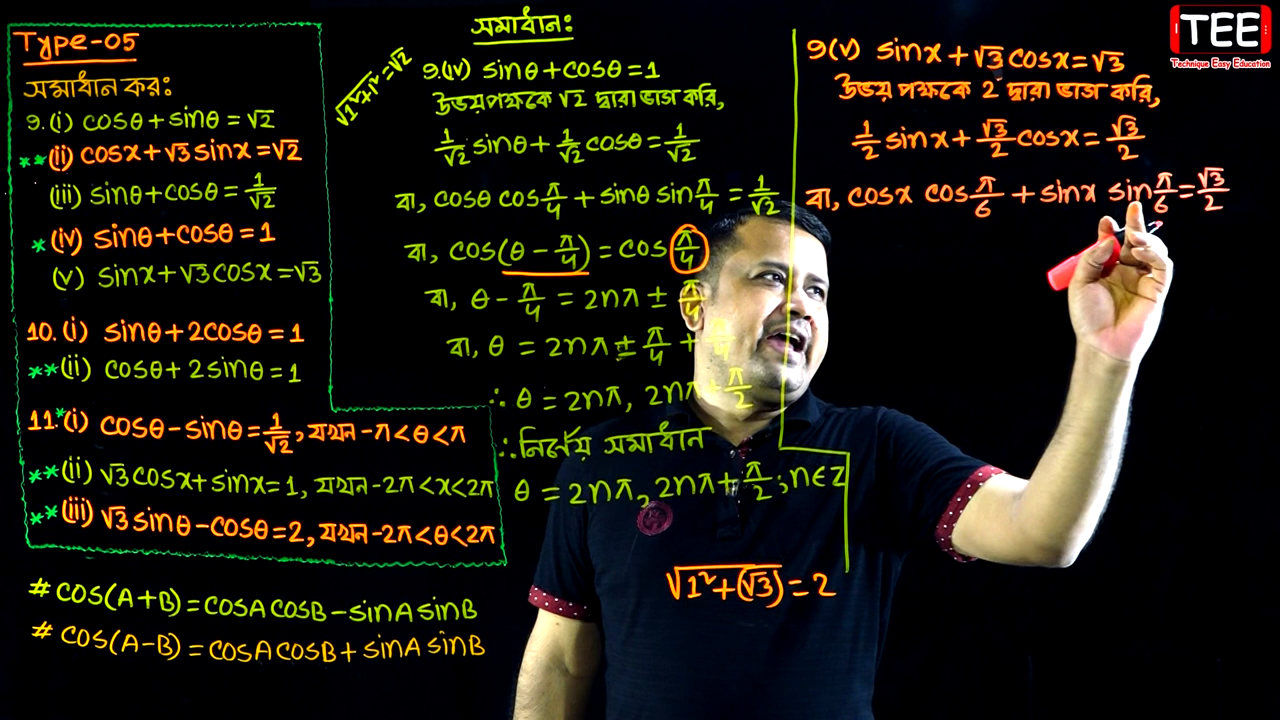 Type-05
সমাধান কর:
9. (i) cosθ + sinθ = √2
**(ii) cosx + √3 sinx = √2
(iii) sinθ + cosθ = 1/√2
*(iv) sinθ + cosθ = 1
(v) sinx + √3 cosx = √3
10. (i) sinθ + 2cosθ = 1
**(ii) cosθ + 2sinθ = 1
11.*(i) cosθ - sinθ = 1/√2, যখন -π < θ < π
**(ii) √3 cosx + sinx = 1, যখন -2π < x < 2π
**(iii) √3 sinθ - cosθ = 2, যখন -2π < θ < 2π
# cos(A+B) = cosA cosB - sinA sinB
# cos(A-B) = cosA cosB + sinA sinB
সমাধান:
√1²+1² = √2
9.(iv) sinθ + cosθ = 1
উভয়পক্ষকে √2 দ্বারা ভাগ করি,
1/√2 sinθ + 1/√2 cosθ = 1/√2
বা, cosθ cos π/4 + sinθ sin π/4 = 1/√2
বা, cos(θ - π/4) = cos π/4
বা, θ - π/4 = 2nπ ± π/4
বা, θ = 2nπ ± π/4 + π/4
∴ θ = 2nπ, 2nπ + π/2
∴ নির্ণেয় সমাধান
θ = 2nπ, 2nπ + π/2 ; n∈Z
9(v) sinx + √3 cosx = √3
উভয় পক্ষকে 2 দ্বারা ভাগ করি,
1/2 sinx + √3/2 cosx = √3/2
বা, cosx cos π/6 + sinx sin π/6 = √3/2
√1²+(√3) = 2
TEE
Technique Easy Education